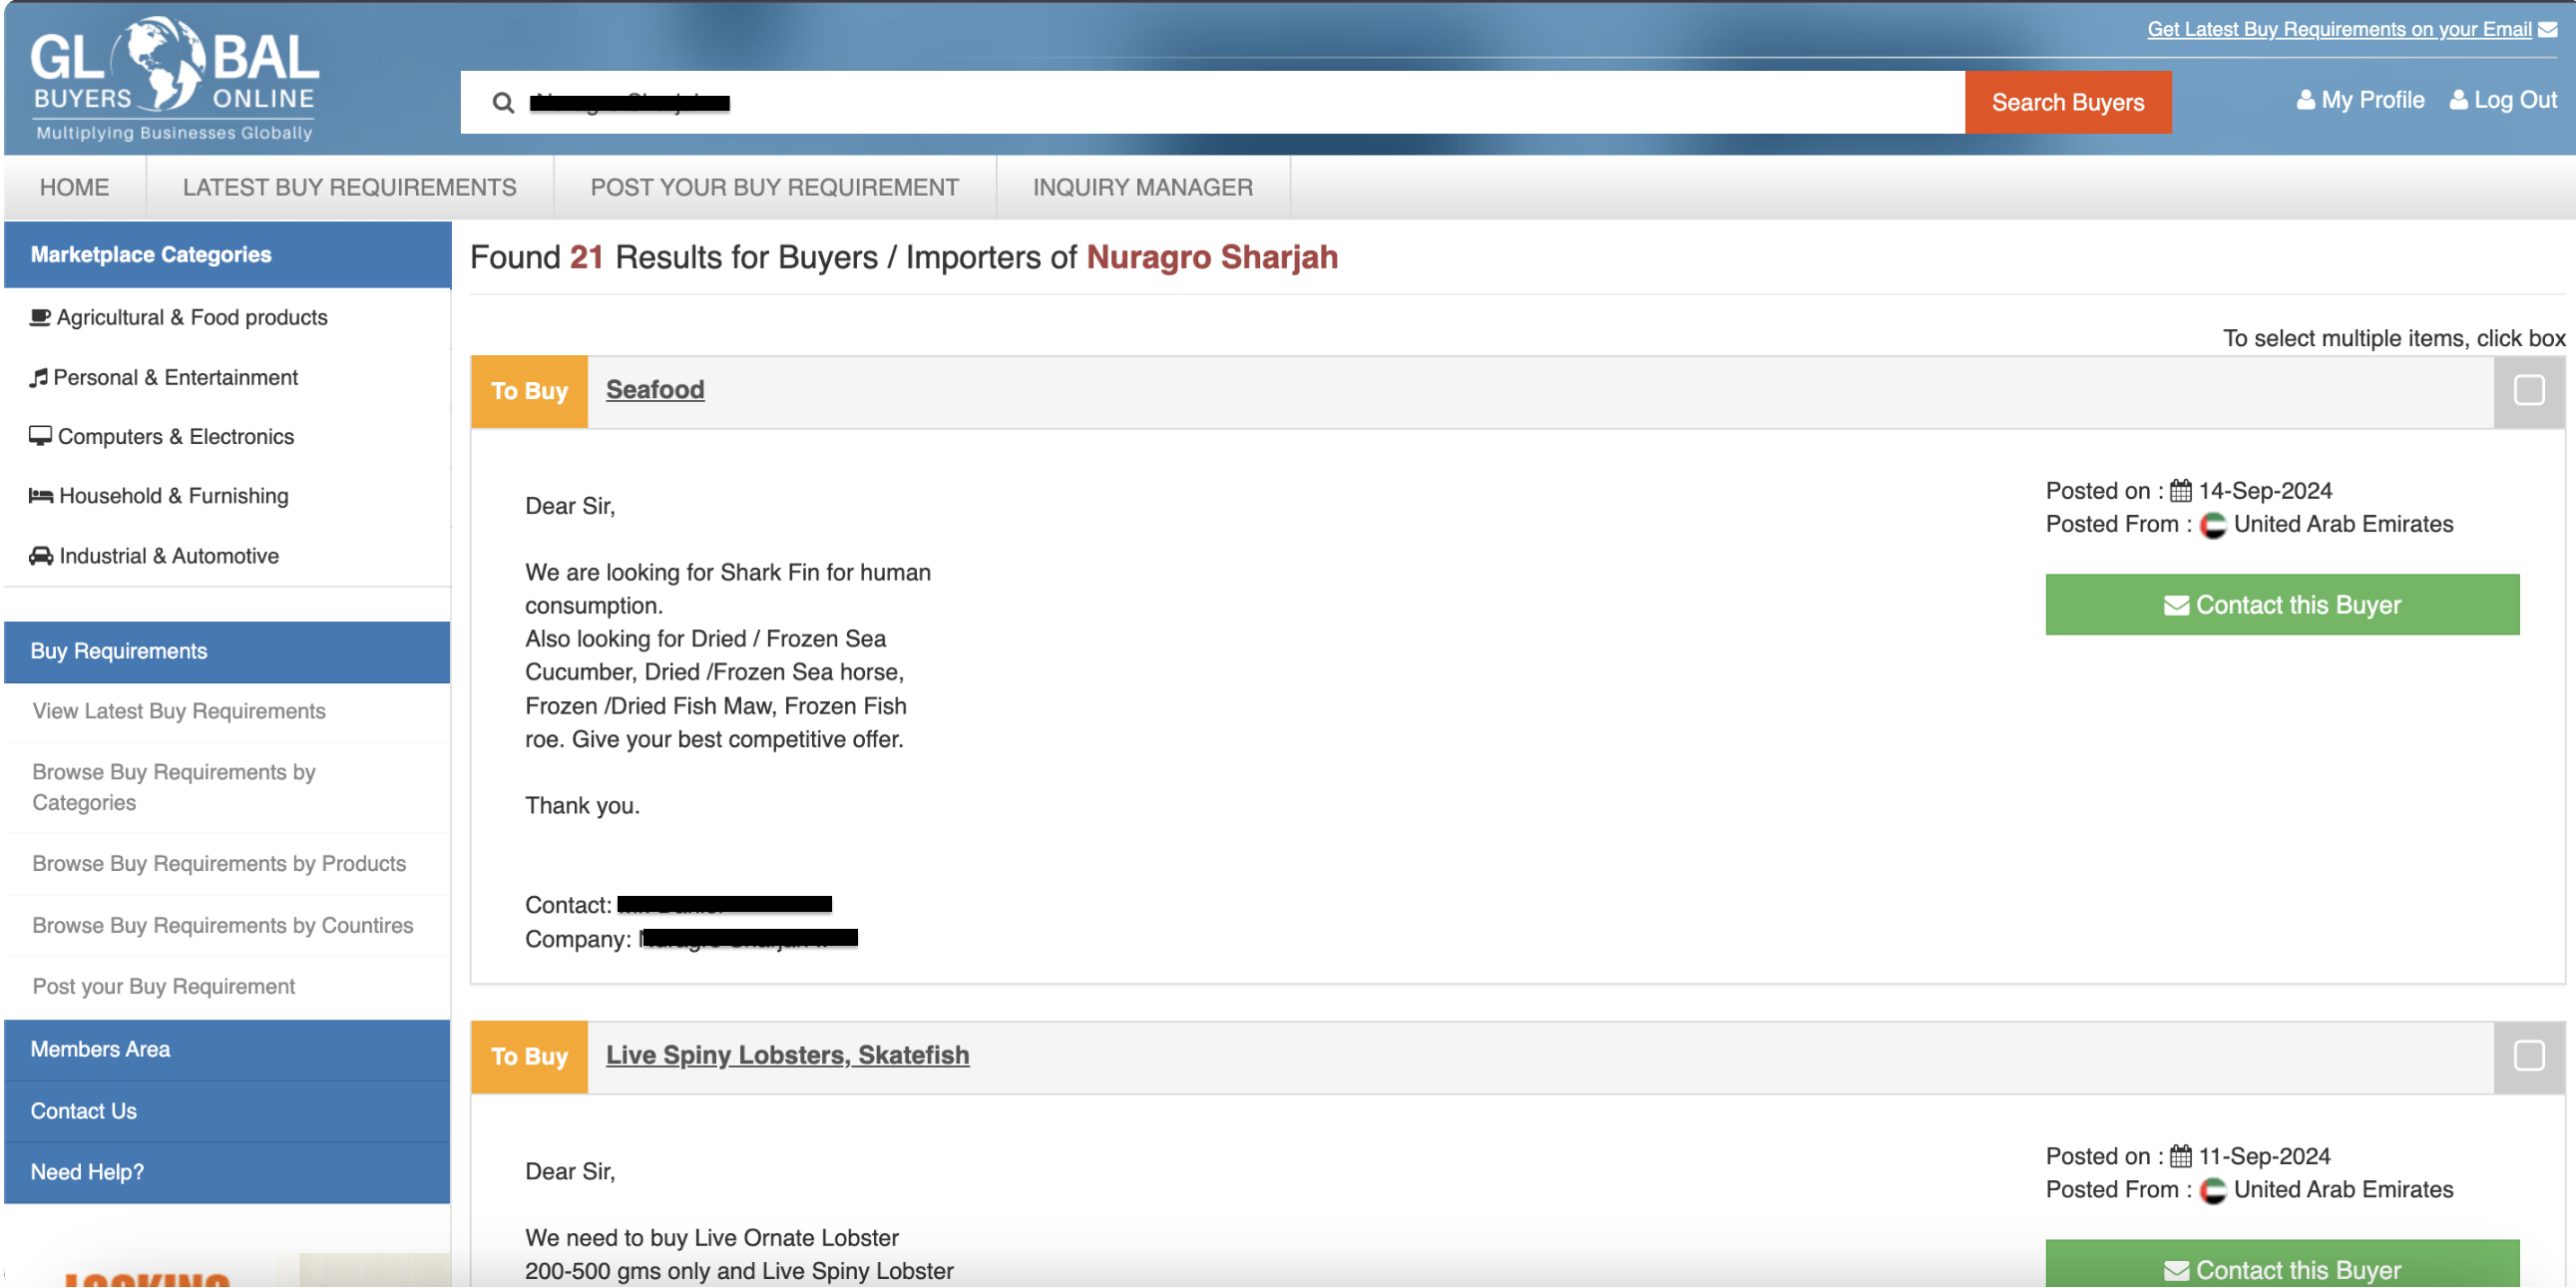 GLOBAL
BUYERS ONLINE
Multiplying Businesses Globally
Get Latest Buy Requirements on your Email
Search Buyers
My Profile
Log Out
HOME
LATEST BUY REQUIREMENTS
POST YOUR BUY REQUIREMENT
INQUIRY MANAGER
Marketplace Categories
Agricultural & Food products
Personal & Entertainment
Computers & Electronics
Household & Furnishing
Industrial & Automotive
Buy Requirements
View Latest Buy Requirements
Browse Buy Requirements by
Categories
Browse Buy Requirements by Products
Browse Buy Requirements by Countires
Post your Buy Requirement
Members Area
Contact Us
Need Help?
LOOKING
Found 21 Results for Buyers / Importers of Nuragro Sharjah
To select multiple items, click box
To Buy
Seafood
Dear Sir,
We are looking for Shark Fin for human
consumption.
Also looking for Dried / Frozen Sea
Cucumber, Dried /Frozen Sea horse,
Frozen /Dried Fish Maw, Frozen Fish
roe. Give your best competitive offer.
Thank you.
Contact:
Company:
Posted on : 14-Sep-2024
Posted From : United Arab Emirates
Contact this Buyer
To Buy
Live Spiny Lobsters, Skatefish
Dear Sir,
We need to buy Live Ornate Lobster
200-500 gms only and Live Spiny Lobster
Posted on : 11-Sep-2024
Posted From : United Arab Emirates
Contact this Buyer